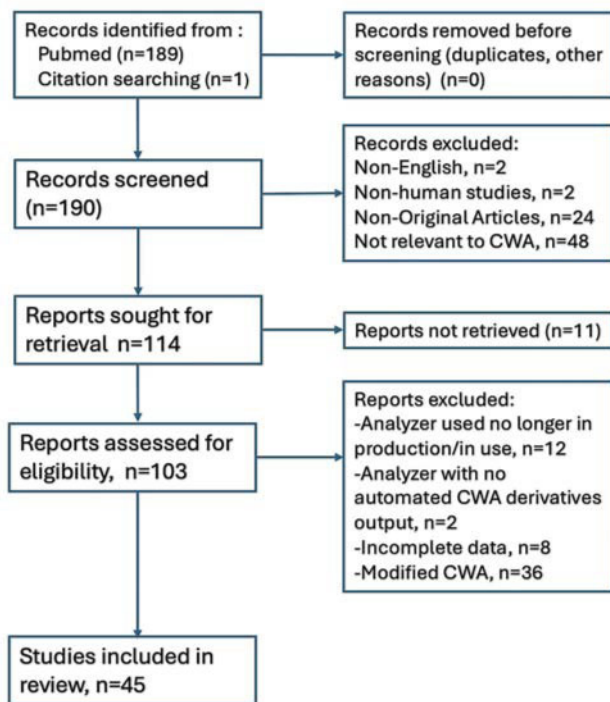 Records identified from :
Pubmed (n=189)
Citation searching (n=1)
Records removed before
screening (duplicates, other
reasons) (n=0)
Records screened
(n=190)
Records excluded:
Non-English, n=2
Non-human studies, n=2
Non-Original Articles, n=24
Not relevant to CWA, n=48
Reports sought for
retrieval n=114
Reports not retrieved (n=11)
Reports assessed for
eligibility, n=103
Reports excluded:
-Analyzer used no longer in
production/in use, n=12
-Analyzer with no
automated CWA derivatives
output, n=2
-Incomplete data, n=8
-Modified CWA, n=36
Studies included in
review, n=45